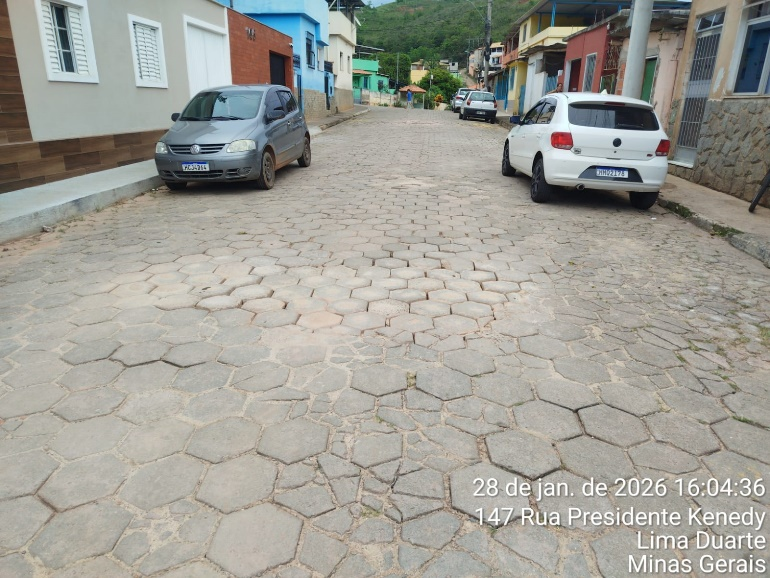 28 de jan. de 2026 16:04:36
147 Rua Presidente Kenedy
Lima Duarte
Minas Gerais